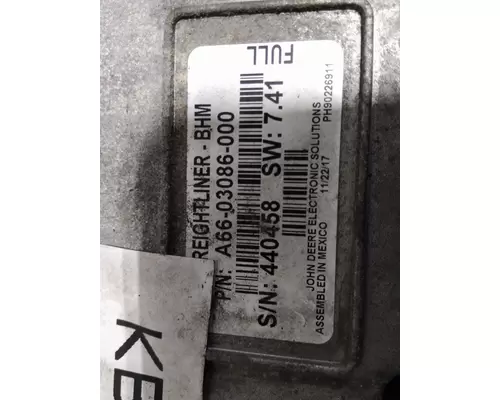 FULL
REIGHTLINER - BHM
P/N: A66-03086-000
S/N: 440458 SW: 7.41
JOHN DEERE ELECTRONIC SOLUTIONS
ASSEMBLED IN MEXICO 11/22/17
PH90226911
KE